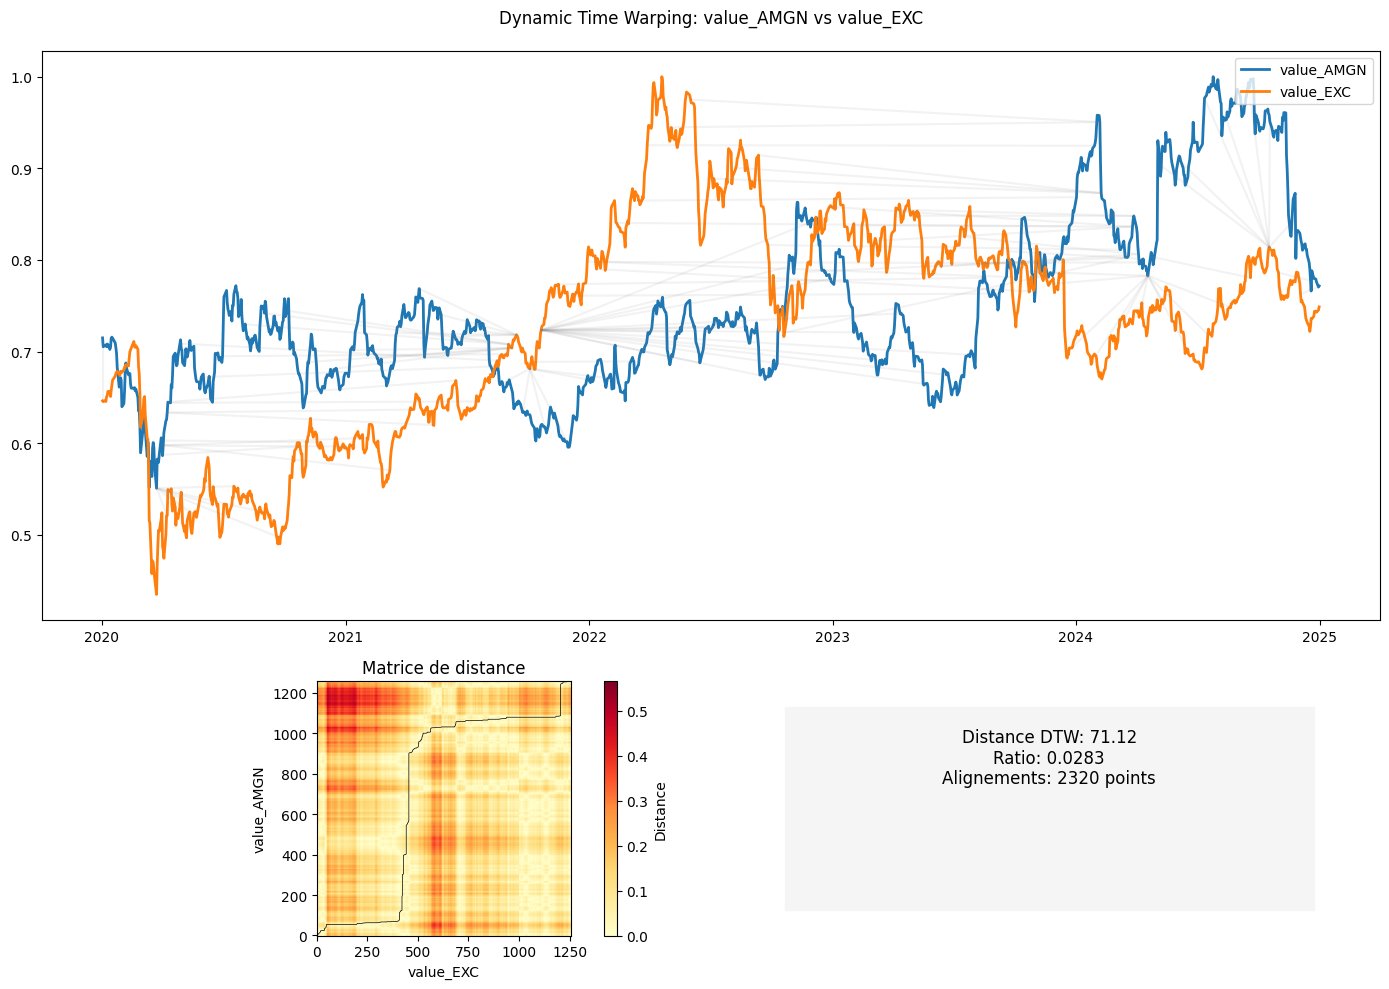 Dynamic Time Warping: value_AMGN vs value_EXC
value_AMGN
value_EXC
1.0
0.9
0.8
0.7
0.6
0.5
2020 2021 2022 2023 2024 2025
Matrice de distance
value_AMGN
1200
1000
800
600
400
200
0
0 250 500 750 1000 1250
value_EXC
0.5
0.4
0.3
0.2
0.1
0.0
Distance
Distance DTW: 71.12
Ratio: 0.0283
Alignements: 2320 points